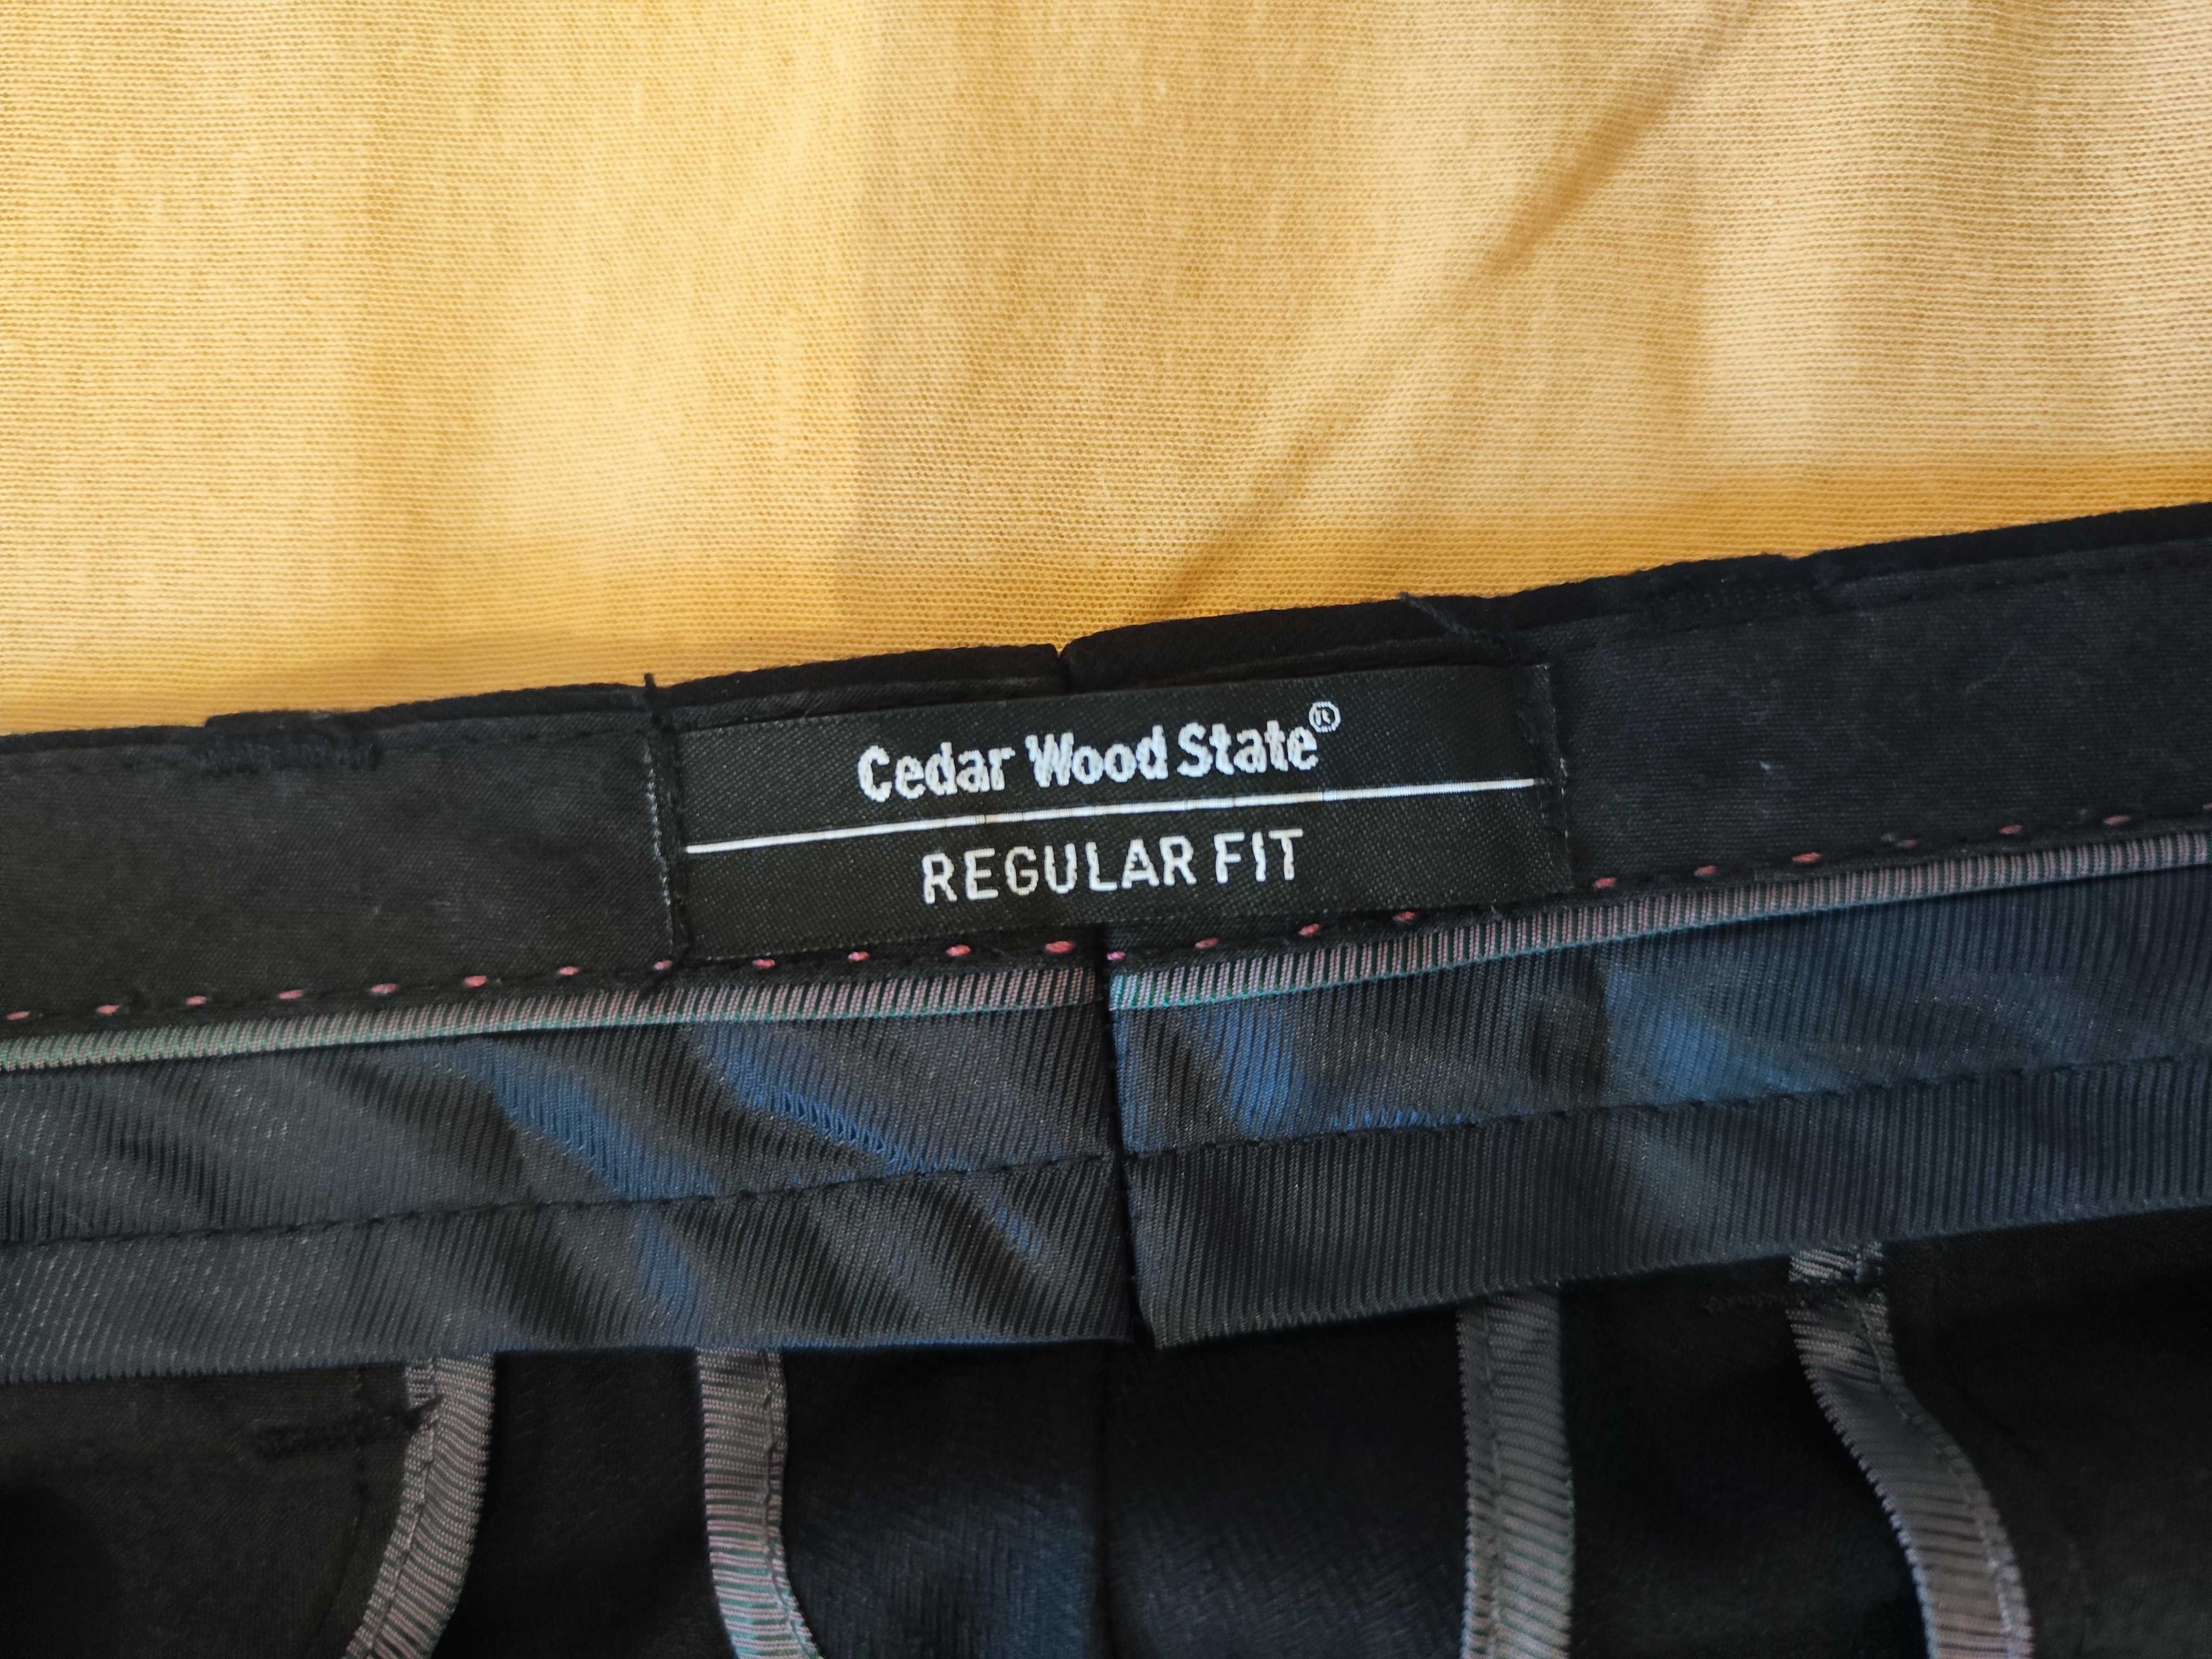 Cedar Wood State®
REGULAR FIT